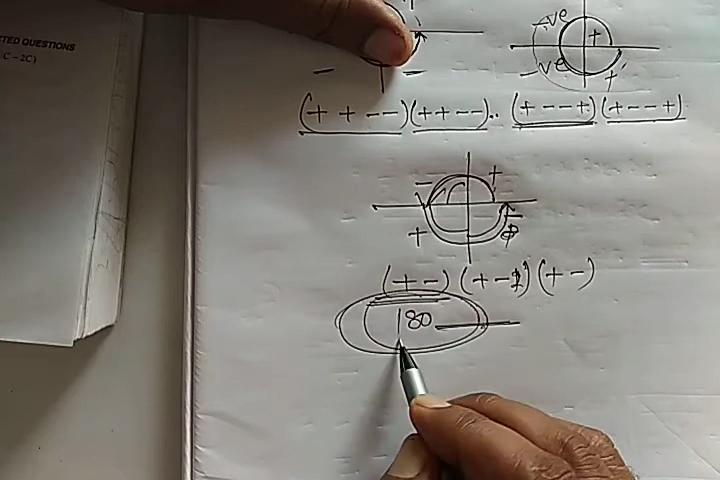 TED QUESTIONS
C-2C)
- -
-ve +
-ve +
(+ + - -) (+ + - -) .. (+ - - +) (+ - - +)
- +
+ -
(+ -) (+ -) (+ -)
180